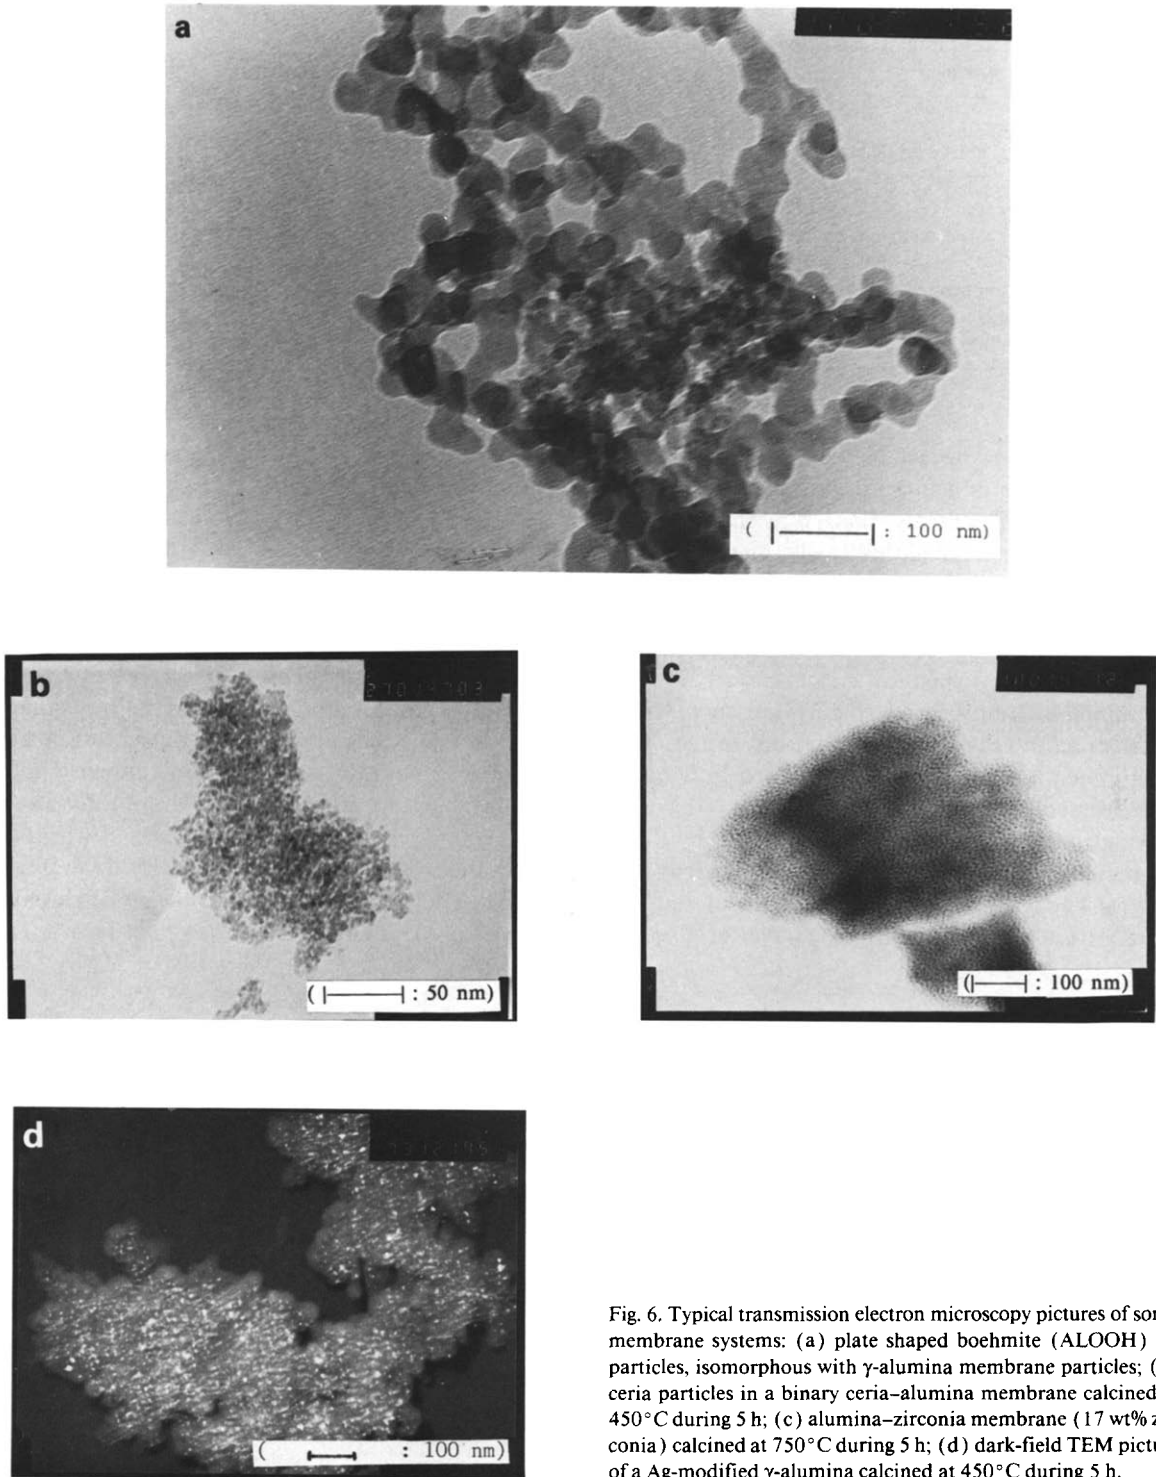 a
( |———| : 100 nm)
b
( |———| : 50 nm)
c
(|———| : 100 nm)
d
( |———| : 100 nm)
Fig. 6. Typical transmission electron microscopy pictures of
membrane systems: (a) plate shaped boehmite (ALOOH)
particles, isomorphous with γ-alumina membrane particles; (
ceria particles in a binary ceria–alumina membrane calcined
450°C during 5 h; (c) alumina–zirconia membrane (17 wt%
conia) calcined at 750°C during 5 h; (d) dark-field TEM
of a Ag-modified γ-alumina calcined at 450°C during 5 h.